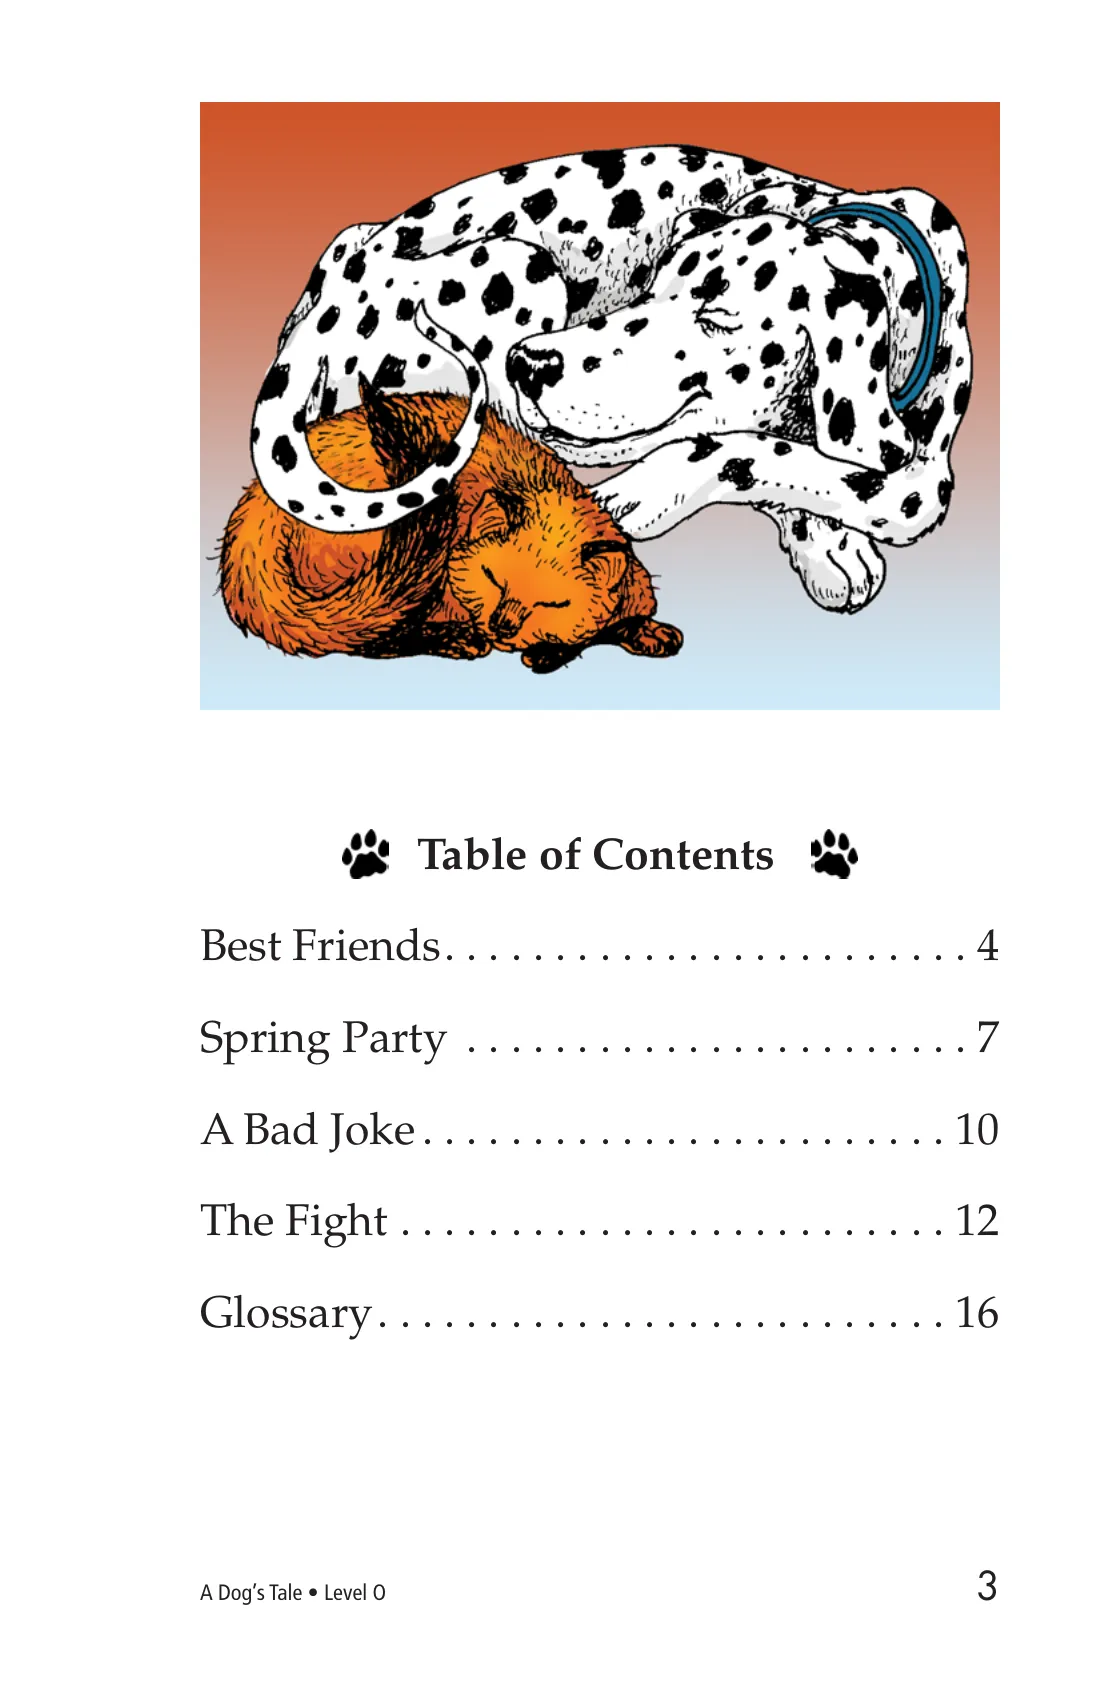 Table of Contents
Best Friends. . . . . . . . . . . . . . . . . . . . . . . . 4
Spring Party . . . . . . . . . . . . . . . . . . . . . . . 7
A Bad Joke . . . . . . . . . . . . . . . . . . . . . . . . 10
The Fight . . . . . . . . . . . . . . . . . . . . . . . . . 12
Glossary . . . . . . . . . . . . . . . . . . . . . . . . . . 16
A Dog’s Tale • Level O
3